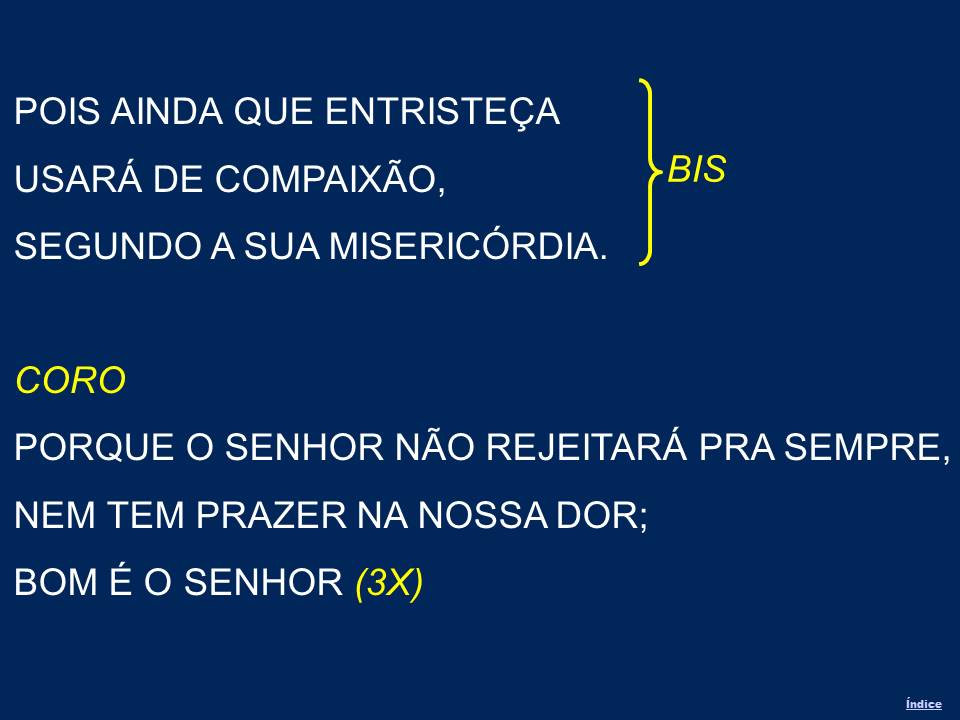 POIS AINDA QUE ENTRISTEÇA
USARÁ DE COMPAIXÃO,
SEGUNDO A SUA MISERICÓRDIA.
BIS
CORO
PORQUE O SENHOR NÃO REJEITARÁ PRA SEMPRE,
NEM TEM PRAZER NA NOSSA DOR;
BOM É O SENHOR (3X)
Índice